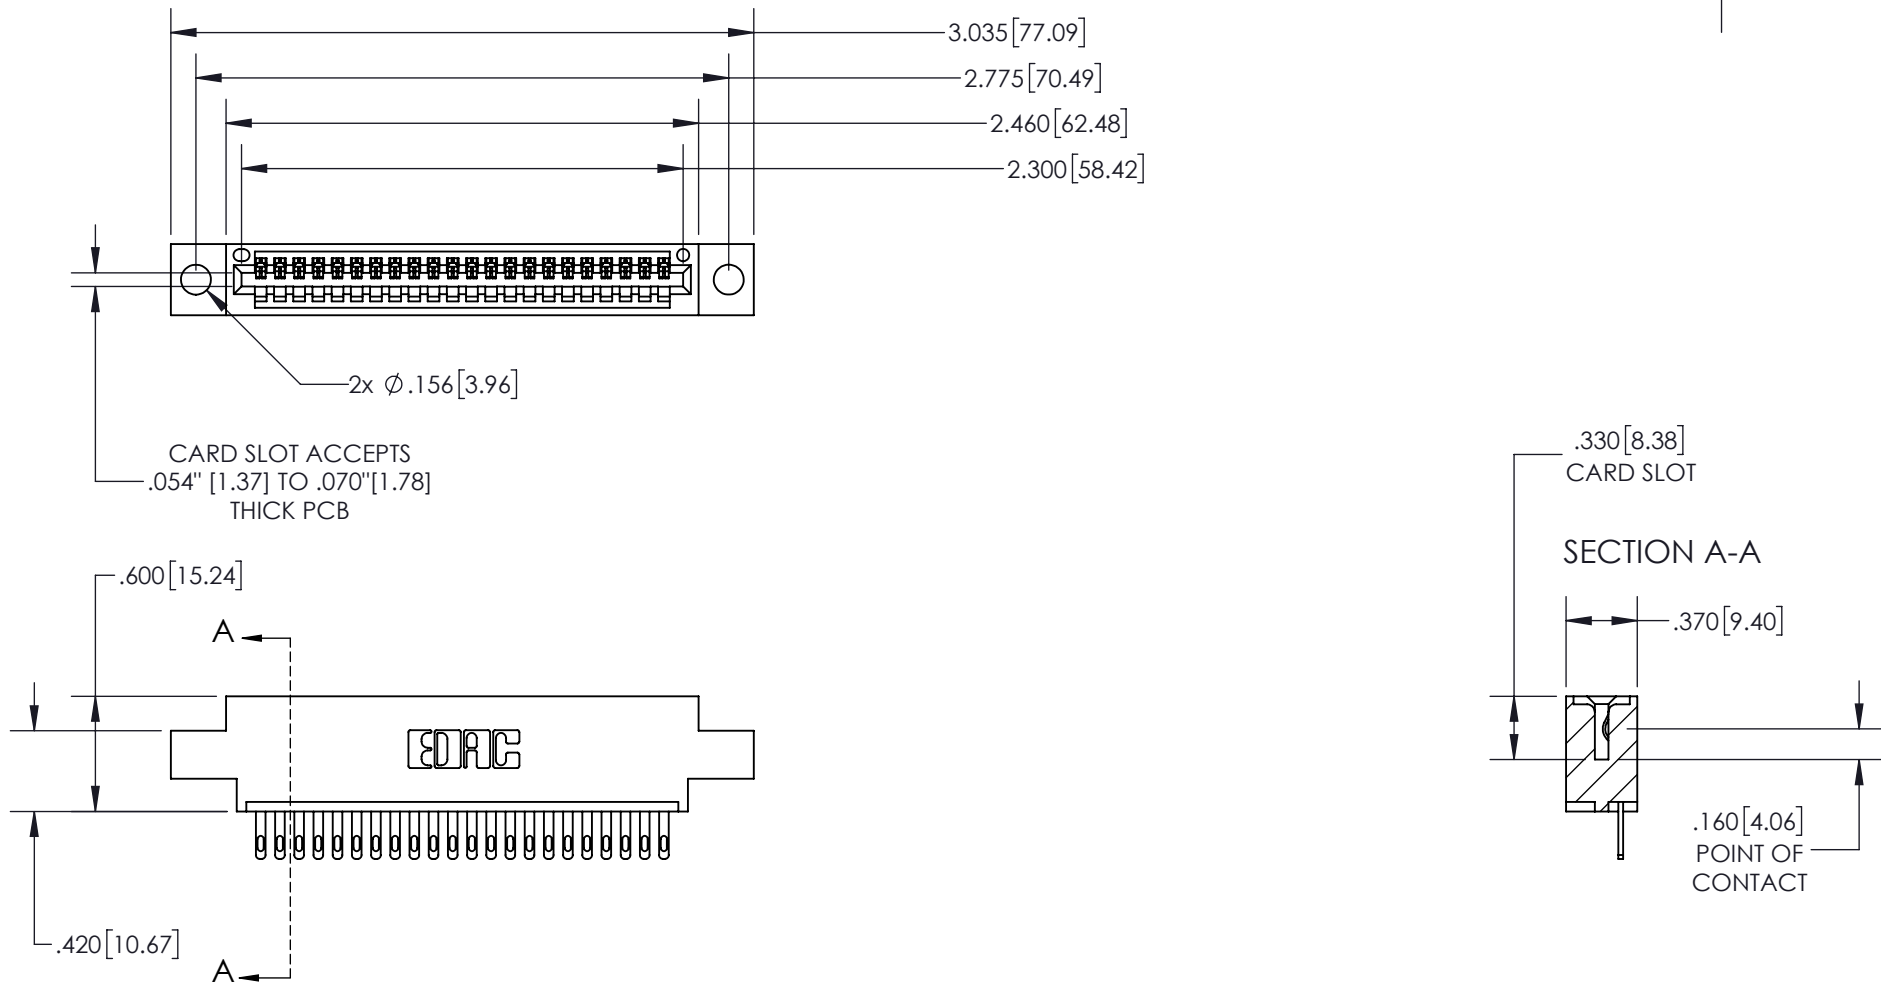 3.035[77.09]
2.775[70.49]
2.460[62.48]
2.300[58.42]
2x Ø.156[3.96]
CARD SLOT ACCEPTS
.054" [1.37] TO .070"[1.78]
THICK PCB
.330[8.38]
CARD SLOT
SECTION A-A
.600[15.24]
.370[9.40]
A
EDAC
.160[4.06]
POINT OF
CONTACT
.420[10.67]
A